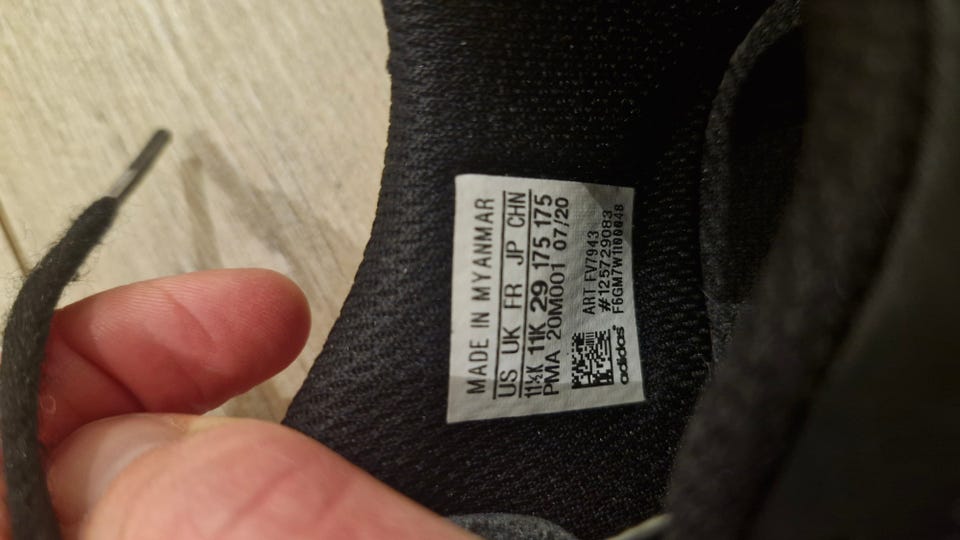 MADE IN MYANMAR
US UK FR JP CHN
11½K 11K 29 175 175
PMA 20M001 07/20
ART FV7943
#125729083
F6GM7W1100048
adidas